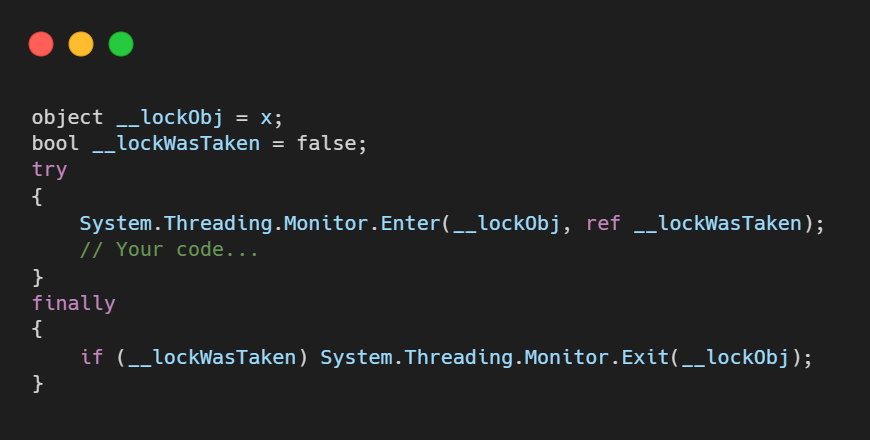 object __lockObj = x;
bool __lockWasTaken = false;
try
{
    System.Threading.Monitor.Enter(__lockObj, ref __lockWasTaken);
    // Your code...
}
finally
{
    if (__lockWasTaken) System.Threading.Monitor.Exit(__lockObj);
}